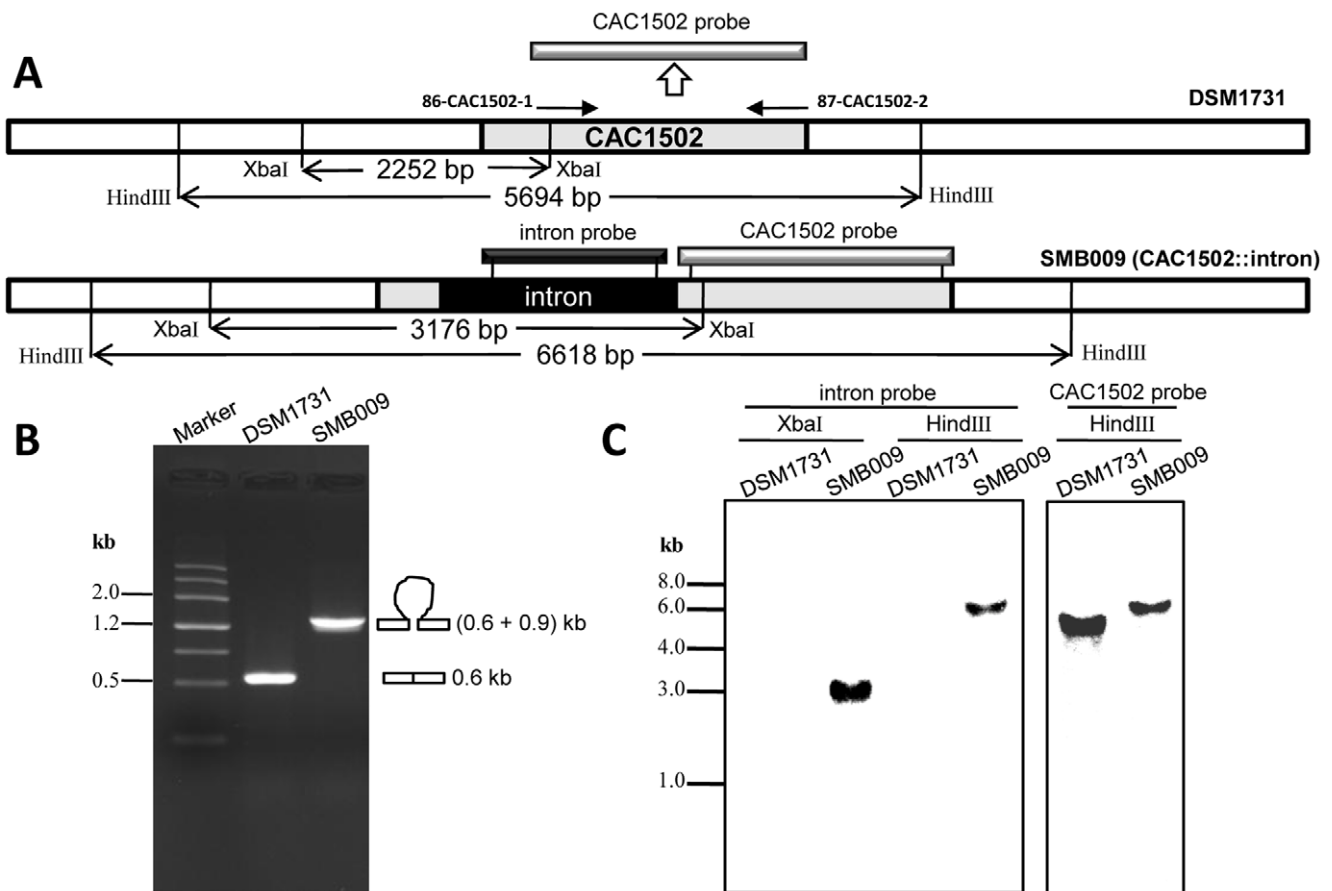 CAC1502 probe
A
86-CAC1502-1
87-CAC1502-2
DSM1731
CAC1502
XbaI
2252 bp
XbaI
HindIII
5694 bp
HindIII
intron probe
CAC1502 probe
SMB009 (CAC1502::intron)
intron
XbaI
3176 bp
XbaI
HindIII
6618 bp
HindIII
B
Marker
DSM1731
SMB009
kb
2.0
1.2
0.5
(0.6 + 0.9) kb
0.6 kb
C
intron probe
CAC1502 probe
XbaI
HindIII
HindIII
DSM1731
SMB009
DSM1731
SMB009
DSM1731
SMB009
kb
8.0
6.0
4.0
3.0
1.0